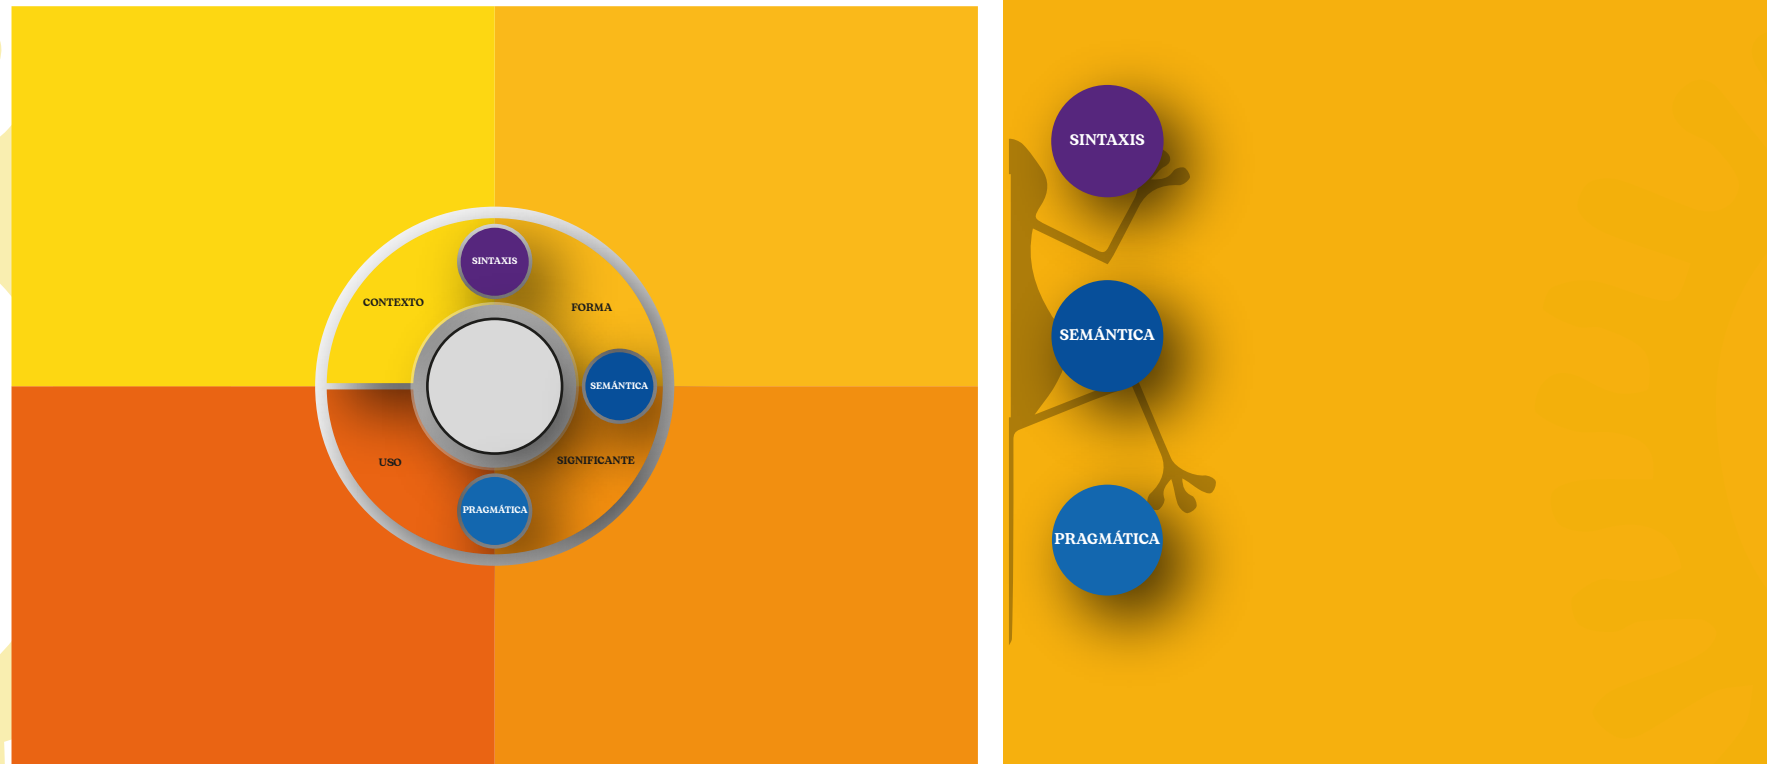 SINTAXIS
CONTEXTO
FORMA
SEMÁNTICA
USO
SIGNIFICANTE
PRAGMÁTICA
SINTAXIS
SEMÁNTICA
PRAGMÁTICA